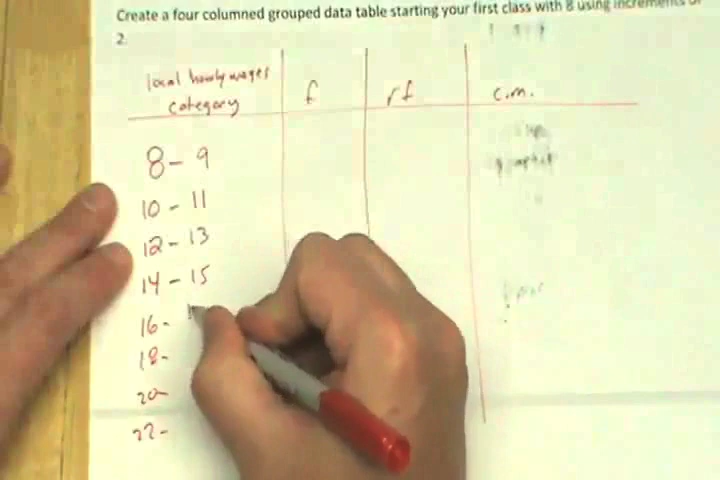 Create a four columned grouped data table starting your first class with 8 using increments of
2.
local hourly wages category f rf c.m.
8 - 9
10 - 11
12 - 13
14 - 15
16 -
18 -
20 -
22 -